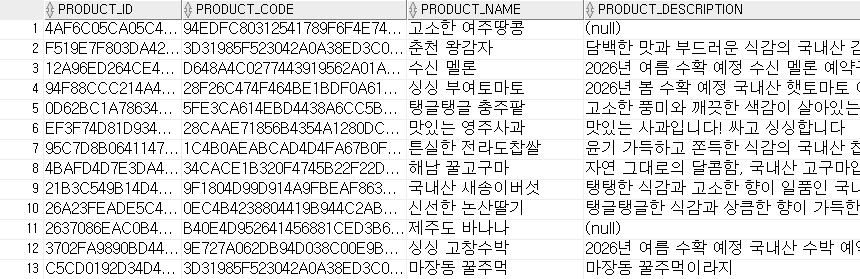 PRODUCT_ID PRODUCT_CODE PRODUCT_NAME PRODUCT_DESCRIPTION
1 4AF6C05CA05C4... 94EDFC80312541789F6F4E74... 고소한 여주땅콩 (null)
2 F519E7F803DA42... 3D31985F523042A0A38ED3C0... 춘천 왕감자 담백한 맛과 부드러운 식감의 국내산 감
3 12A96ED264CE4... D648A4C0277443919562A01A... 수신 멜론 2026년 여름 수확 예정 수신 멜론 예약
4 94F88CCC214A4... 28F26C474F464BE1BDF0A61... 싱싱 부여토마토 2026년 봄 수확 예정 국내산 햇토마토
5 0D62BC1A78634... 5FE3CA614EBD4438A6CC5B... 탱글탱글 충주팥 고소한 풍미와 깨끗한 색감이 살아있는
6 EF3F74D81D934... 28CAAE71856B4354A1280DC... 맛있는 영주사과 맛있는 사과입니다! 싸고 싱싱합니다
7 95C7D8B0641147... 1C4B0AEABCAD4D4FA67B0F... 튼실한 전라도찹쌀 윤기 가득하고 쫀득한 식감의 국내산 찹
8 4BAFD4D7E3DA4... 34CACE1B320F4745B22F22D... 해남 꿀고구마 자연 그대로의 달콤함, 국내산 고구마입
9 21B3C549B14D4... 9F1804D99D914A9FBEAF863... 국내산 새송이버섯 탱탱한 식감과 고소한 향이 일품인 국내
10 26A23FEADE5C4... 0EC4B4238804419B944C2AB... 신선한 논산딸기 탱글탱글한 식감과 상큼한 향이 가득한
11 2637086EAC0B4... B40E4D952641456881CED3B6... 제주도 바나나 (null)
12 3702FA9890BD44... 9E727A062DB94D038C00E9B... 싱싱 고창수박 2026년 여름 수확 예정 국내산 수박 예약
13 C5CD0192D34D4... 3D31985F523042A0A38ED3C0... 마장동 꿀주먹 마장동 꿀주먹이라지